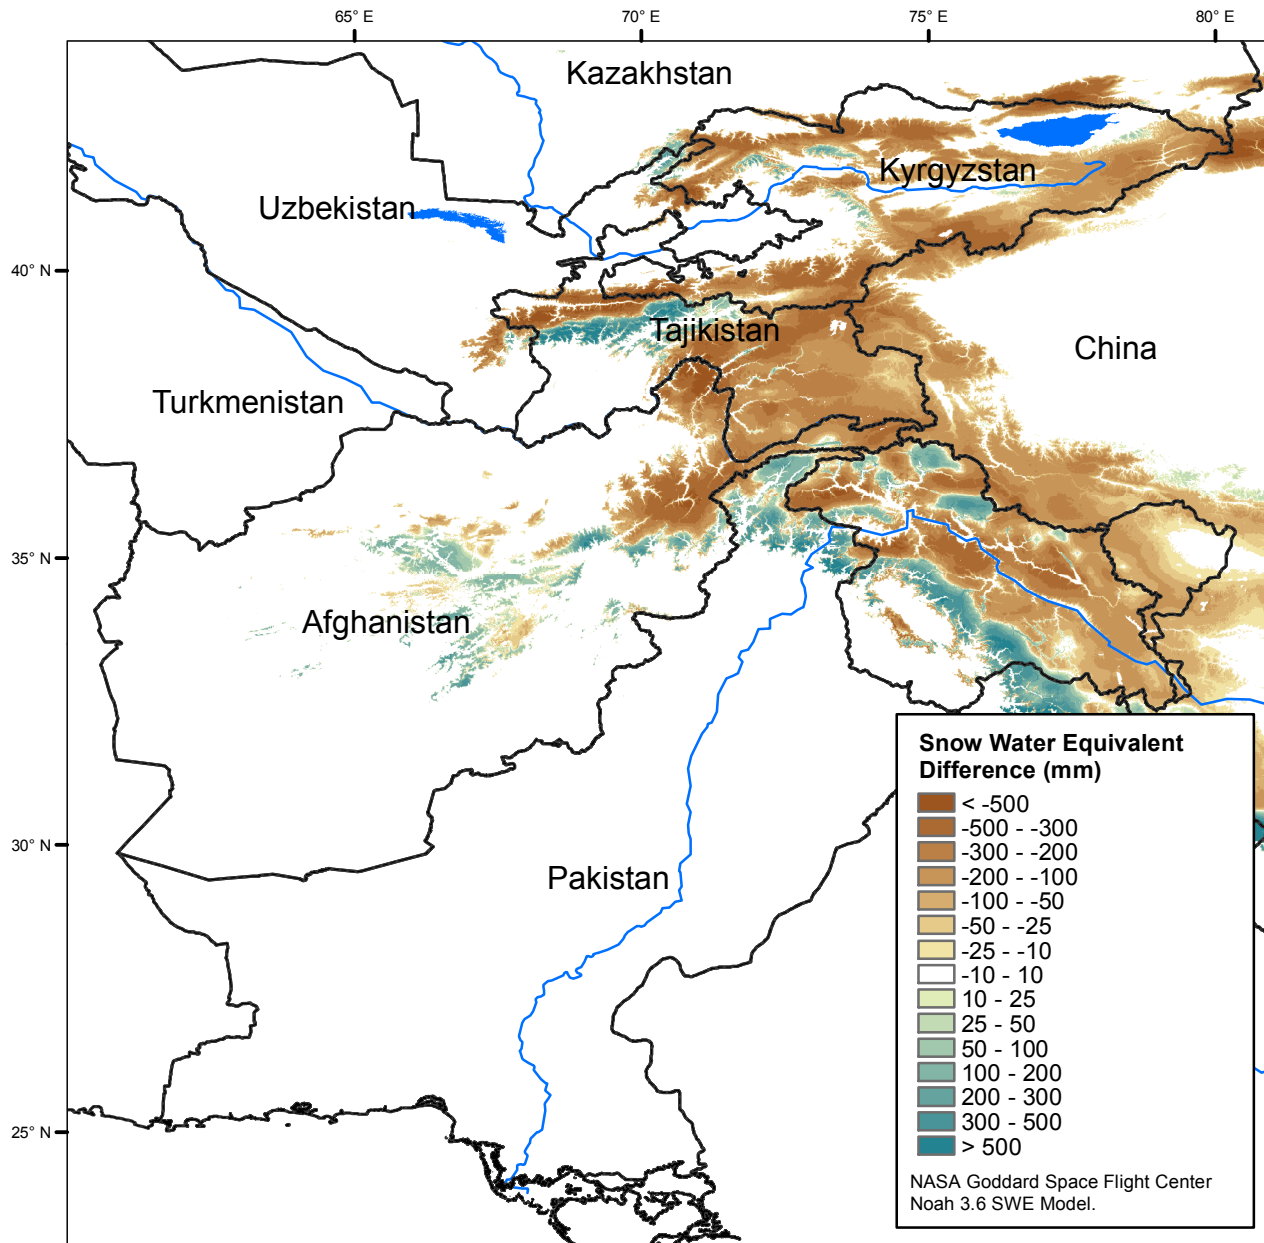 65° E
70° E
75° E
80° E
Kazakhstan
Kyrgyzstan
Uzbekistan
40° N
Tajikistan
China
Turkmenistan
35° N
Afghanistan
Snow Water Equivalent
Difference (mm)
< -500
-500 - -300
-300 - -200
-200 - -100
-100 - -50
-50 - -25
-25 - -10
-10 - 10
10 - 25
25 - 50
50 - 100
100 - 200
200 - 300
300 - 500
> 500
30° N
Pakistan
25° N
NASA Goddard Space Flight Center
Noah 3.6 SWE Model.